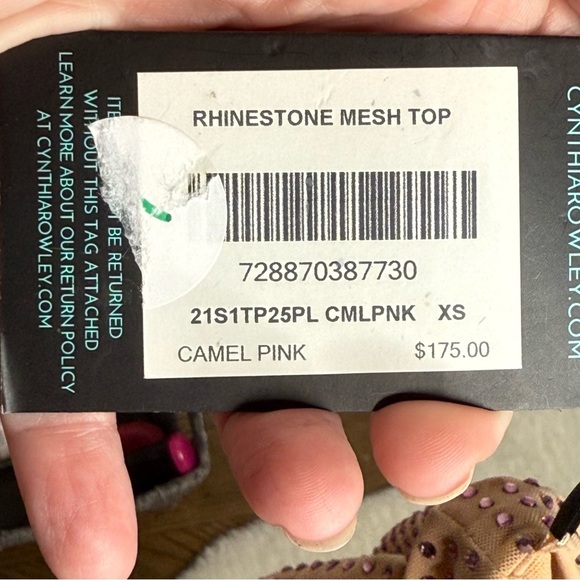 RHINESTONE MESH TOP
728870387730
21S1TP25PL CMLPNK XS
CAMEL PINK $175.00
BE RETURNED
WITHOUT THIS TAG ATTACHED
LEARN MORE ABOUT OUR RETURN POLICY
AT CYNTHIAROWLEY.COM
CYNTHIAROWLEY.COM